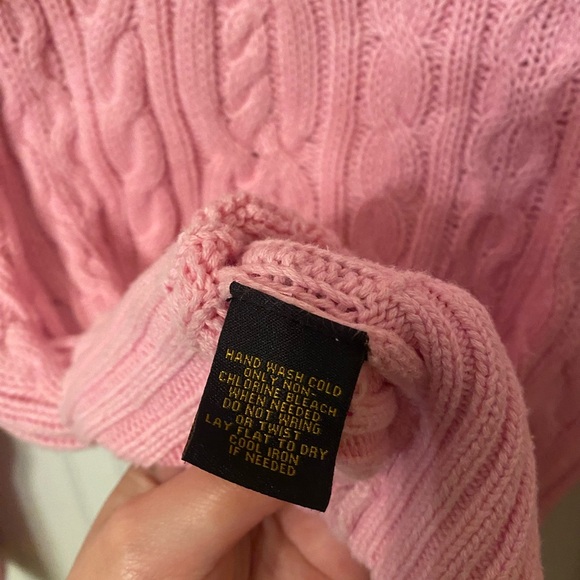 HAND WASH COLD
ONLY NON-
CHLORINE BLEACH
WHEN NEEDED
DO NOT WRING
OR TWIST
LAY FLAT TO DRY
COOL IRON
IF NEEDED